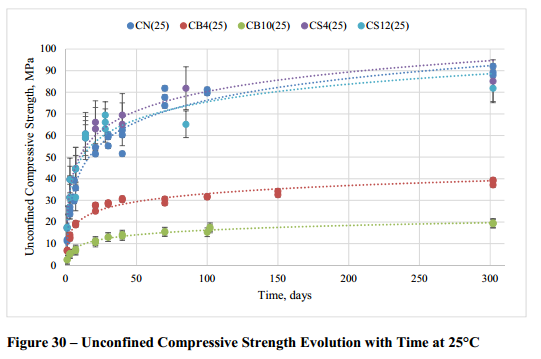 CN(25) CB4(25) CB10(25) CS4(25) CS12(25)
Unconfined Compressive Strength, MPa
100
90
80
70
60
50
40
30
20
10
0
0 50 100 150 200 250 300
Time, days
Figure 30 – Unconfined Compressive Strength Evolution with Time at 25°C